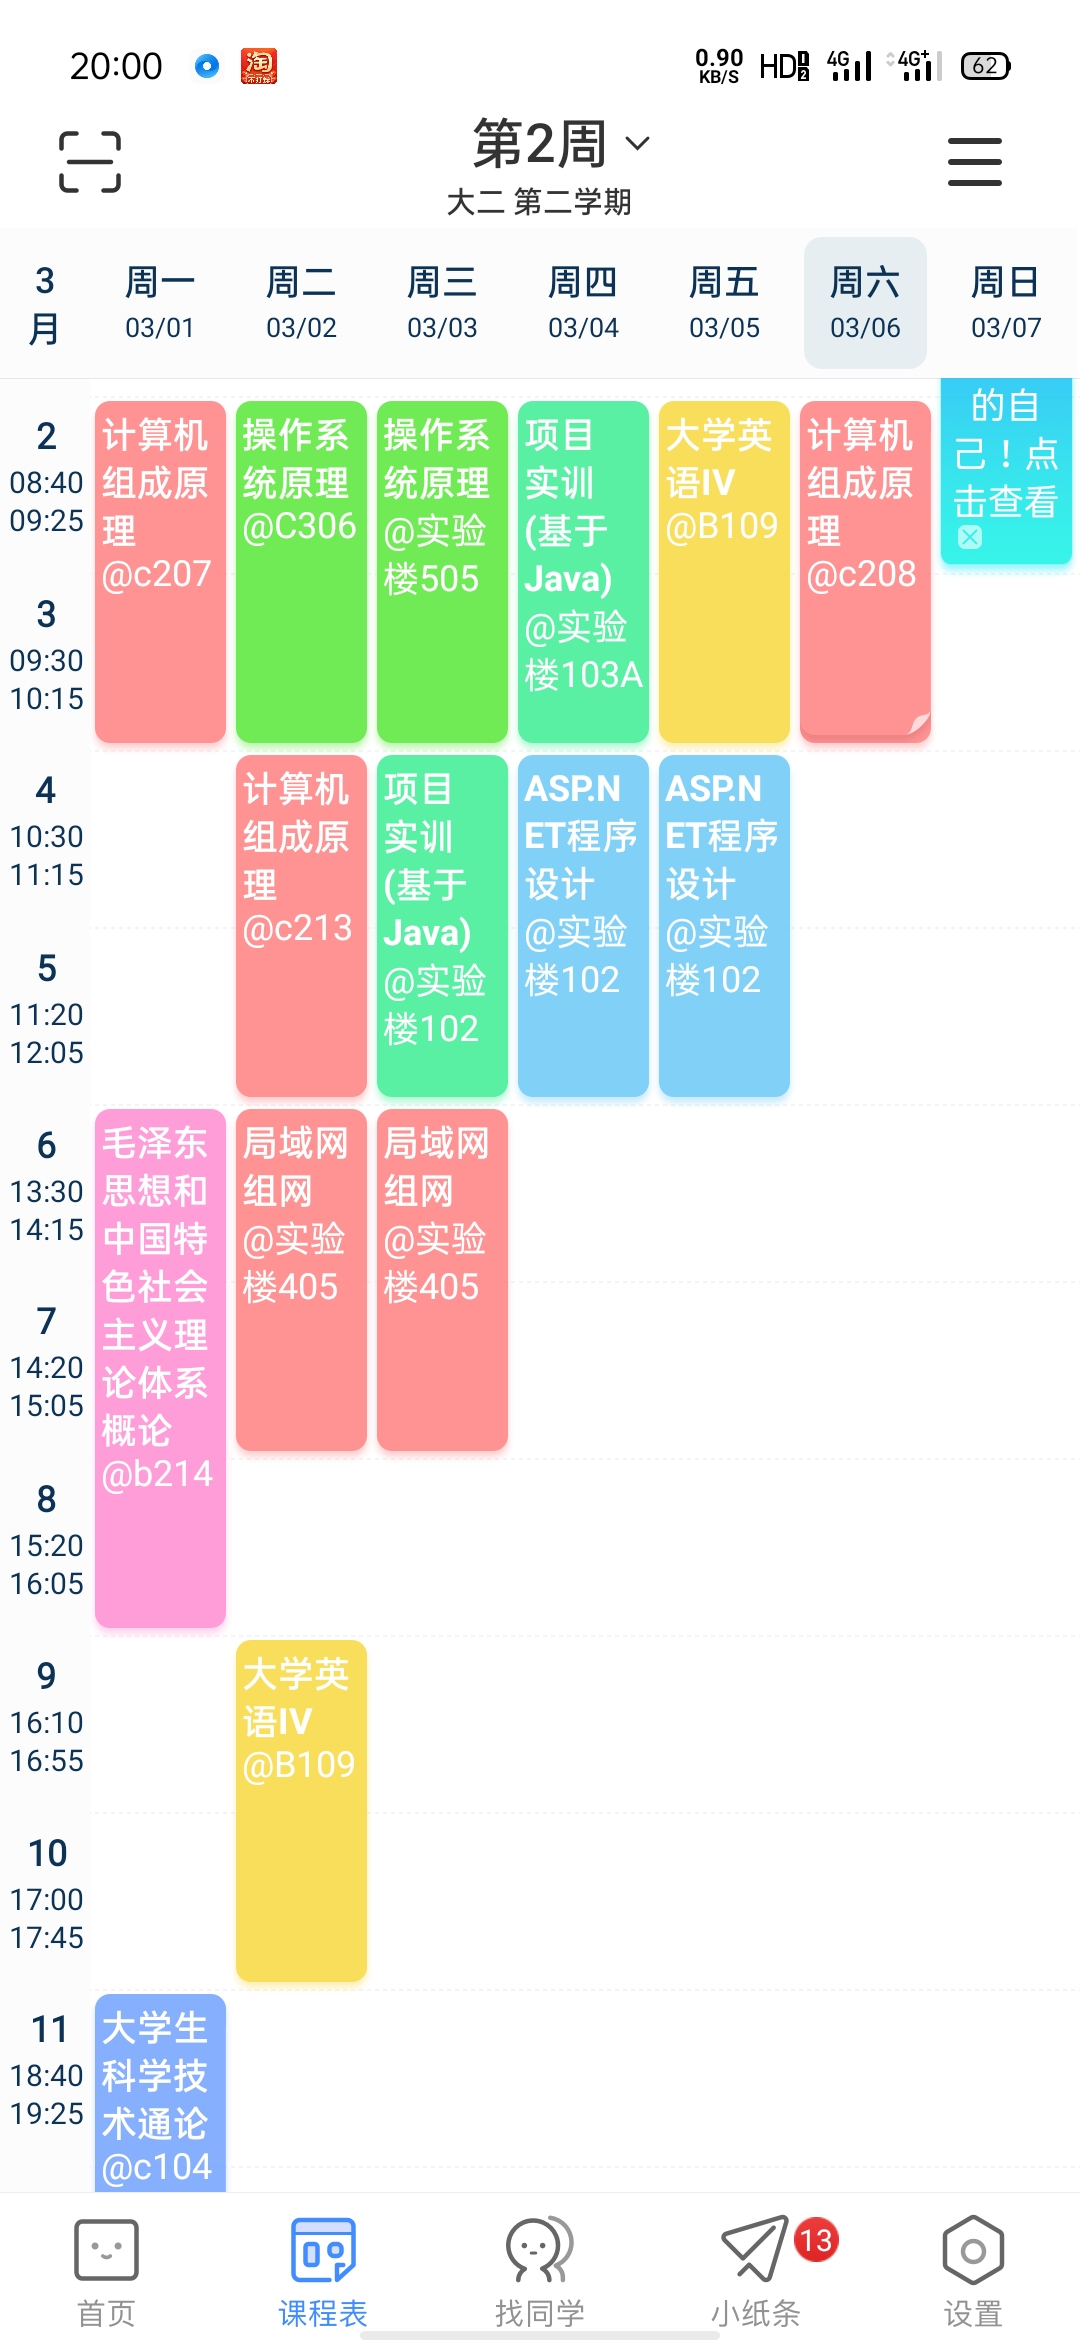 20:00
淘
0.90
KB/S
HD
1
2
4G
4G+
62
第2周
大二 第二学期
3
月
周一
03/01
周二
03/02
周三
03/03
周四
03/04
周五
03/05
周六
03/06
周日
03/07
2
08:40
09:25
3
09:30
10:15
4
10:30
11:15
5
11:20
12:05
6
13:30
14:15
7
14:20
15:05
8
15:20
16:05
9
16:10
16:55
10
17:00
17:45
11
18:40
19:25
计算机
组成原
理
@c207
毛泽东
思想和
中国特
色社会
主义理
论体系
概论
@b214
大学生
科学技
术通论
@c104
操作系
统原理
@C306
计算机
组成原
理
@c213
局域网
组网
@实验
楼405
大学英
语IV
@B109
操作系
统原理
@实验
楼505
项目
实训
(基于
Java)
@实验
楼102
局域网
组网
@实验
楼405
项目
实训
(基于
Java)
@实验
楼103A
ASP.N
ET程序
设计
@实验
楼102
大学英
语IV
@B109
ASP.N
ET程序
设计
@实验
楼102
计算机
组成原
理
@c208
的自
己！点
击查看
首页
课程表
找同学
小纸条
13
设置